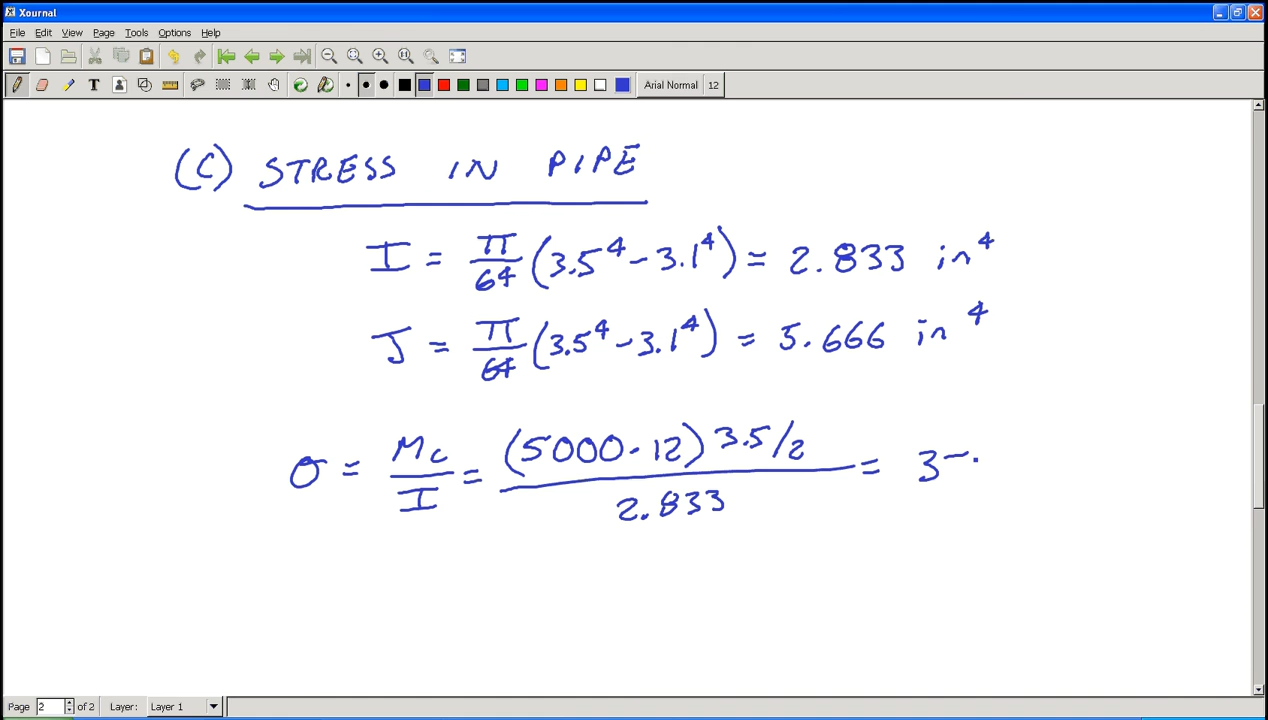 Xournal
File Edit View Page Tools Options Help
T Arial Normal 12
(C) STRESS IN PIPE
I = π/64 (3.5⁴ - 3.1⁴) = 2.833 in⁴
J = π/64 (3.5⁴ - 3.1⁴) = 5.666 in⁴
σ = Mc/I = (5000 · 12) 3.5/2 / 2.833 = 3
Page 2 of 2 Layer: Layer 1